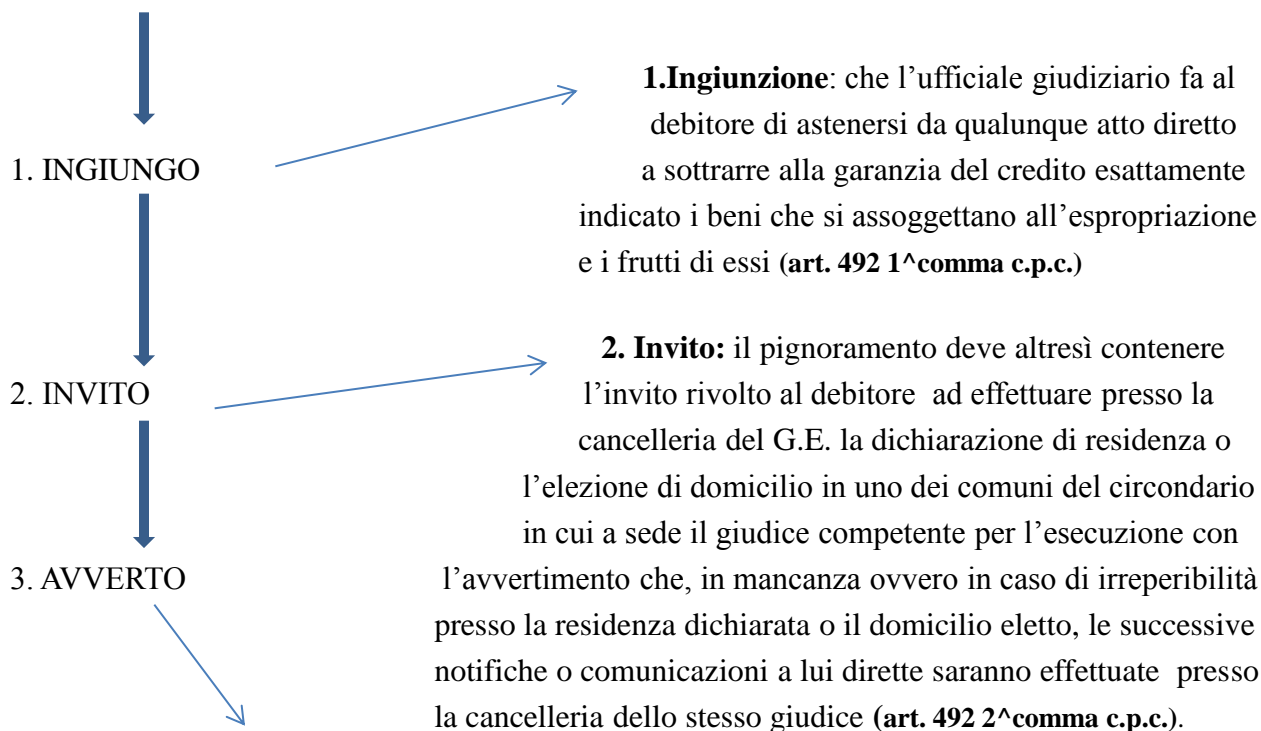 1. INGIUNGO
1.Ingiunzione: che l’ufficiale giudiziario fa al
debitore di astenersi da qualunque atto diretto
a sottrarre alla garanzia del credito esattamente
indicato i beni che si assoggettano all’espropriazione
e i frutti di essi (art. 492 1^comma c.p.c.)
2. INVITO
2. Invito: il pignoramento deve altresì contenere
l’invito rivolto al debitore ad effettuare presso la
cancelleria del G.E. la dichiarazione di residenza o
l’elezione di domicilio in uno dei comuni del circondario
in cui a sede il giudice competente per l’esecuzione con
l’avvertimento che, in mancanza ovvero in caso di irreperibilità
presso la residenza dichiarata o il domicilio eletto, le successive
notifiche o comunicazioni a lui dirette saranno effettuate presso
la cancelleria dello stesso giudice (art. 492 2^comma c.p.c.).
3. AVVERTO